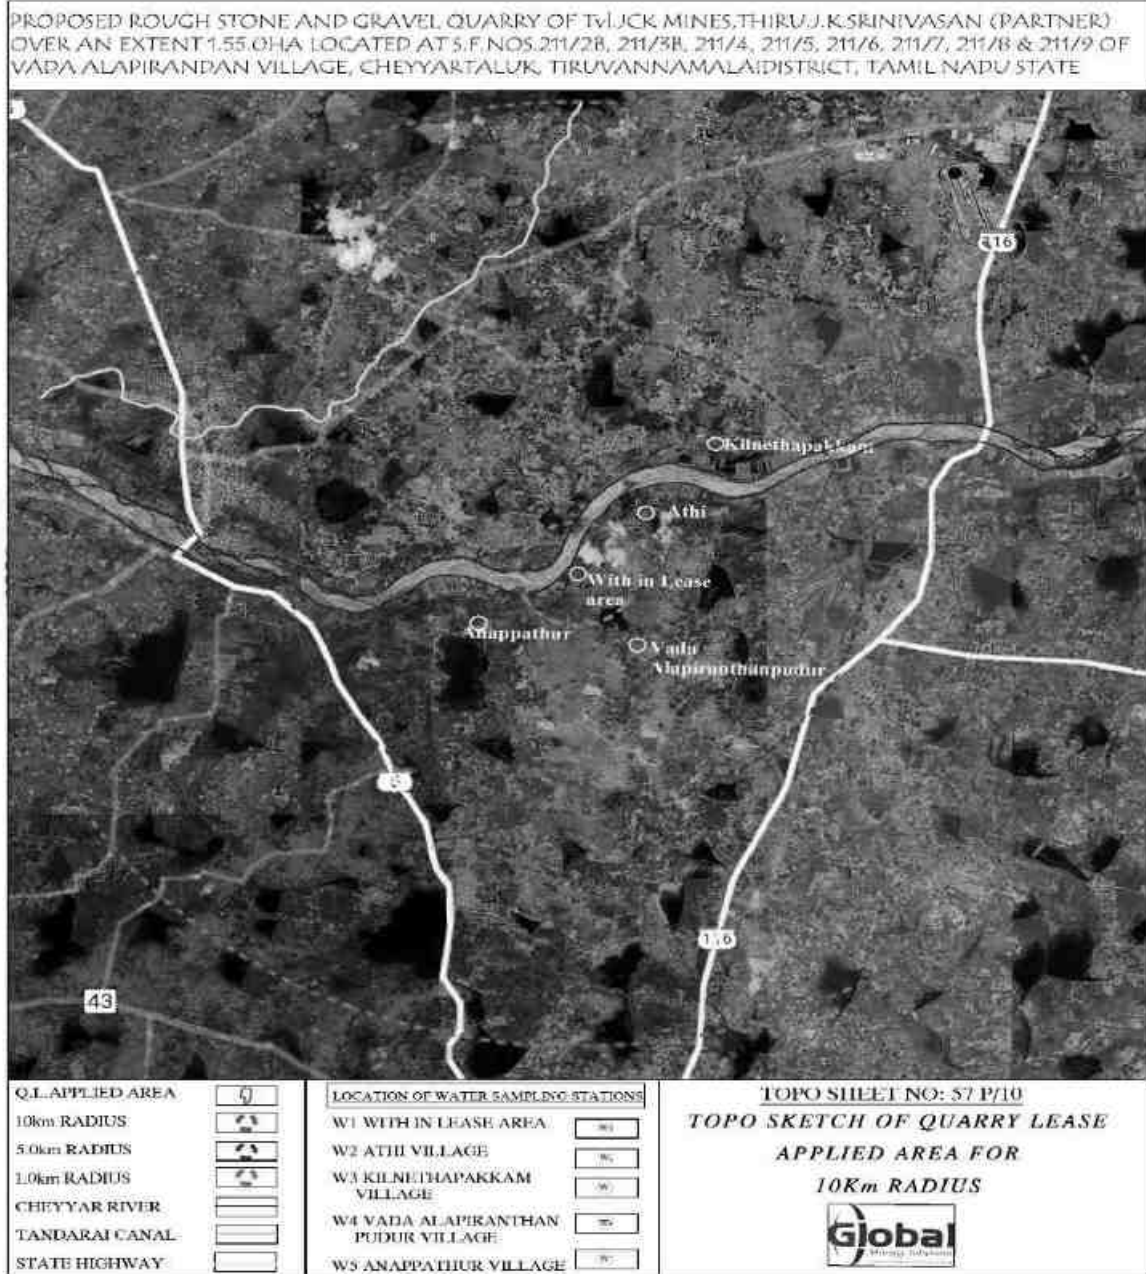 PROPOSED ROUGH STONE AND GRAVEL QUARRY OF Tvl.JCK MINES,THIRU.J.K.SRINIVASAN (PARTNER)
OVER AN EXTENT 1.55.0HA LOCATED AT S.F.NOS.211/2B, 211/3B, 211/4, 211/5, 211/6, 211/7, 211/8 & 211/9 OF
VADA ALAPIRANDAN VILLAGE, CHEYYARTALUK, TIRUVANNAMALAIDISTRICT, TAMIL NADU STATE
116
Kilnethapakkam
Athi
With in Lease
area
Anappathur
Vada
Alapiranthanpudur
5
116
43
Q.L.APPLIED AREA
10km RADIUS
5.0km RADIUS
1.0km RADIUS
CHEYYAR RIVER
TANDARAI CANAL
STATE HIGHWAY
LOCATION OF WATER SAMPLING STATIONS
W1 WITH IN LEASE AREA
W2 ATHI VILLAGE
W3 KILNETHAPAKKAM
VILLAGE
W4 VADA ALAPIRANTHAN
PUDUR VILLAGE
W5 ANAPPATHUR VILLAGE
TOPO SHEET NO: 57 P/10
TOPO SKETCH OF QUARRY LEASE
APPLIED AREA FOR
10Km RADIUS
Global
Mining Solutions